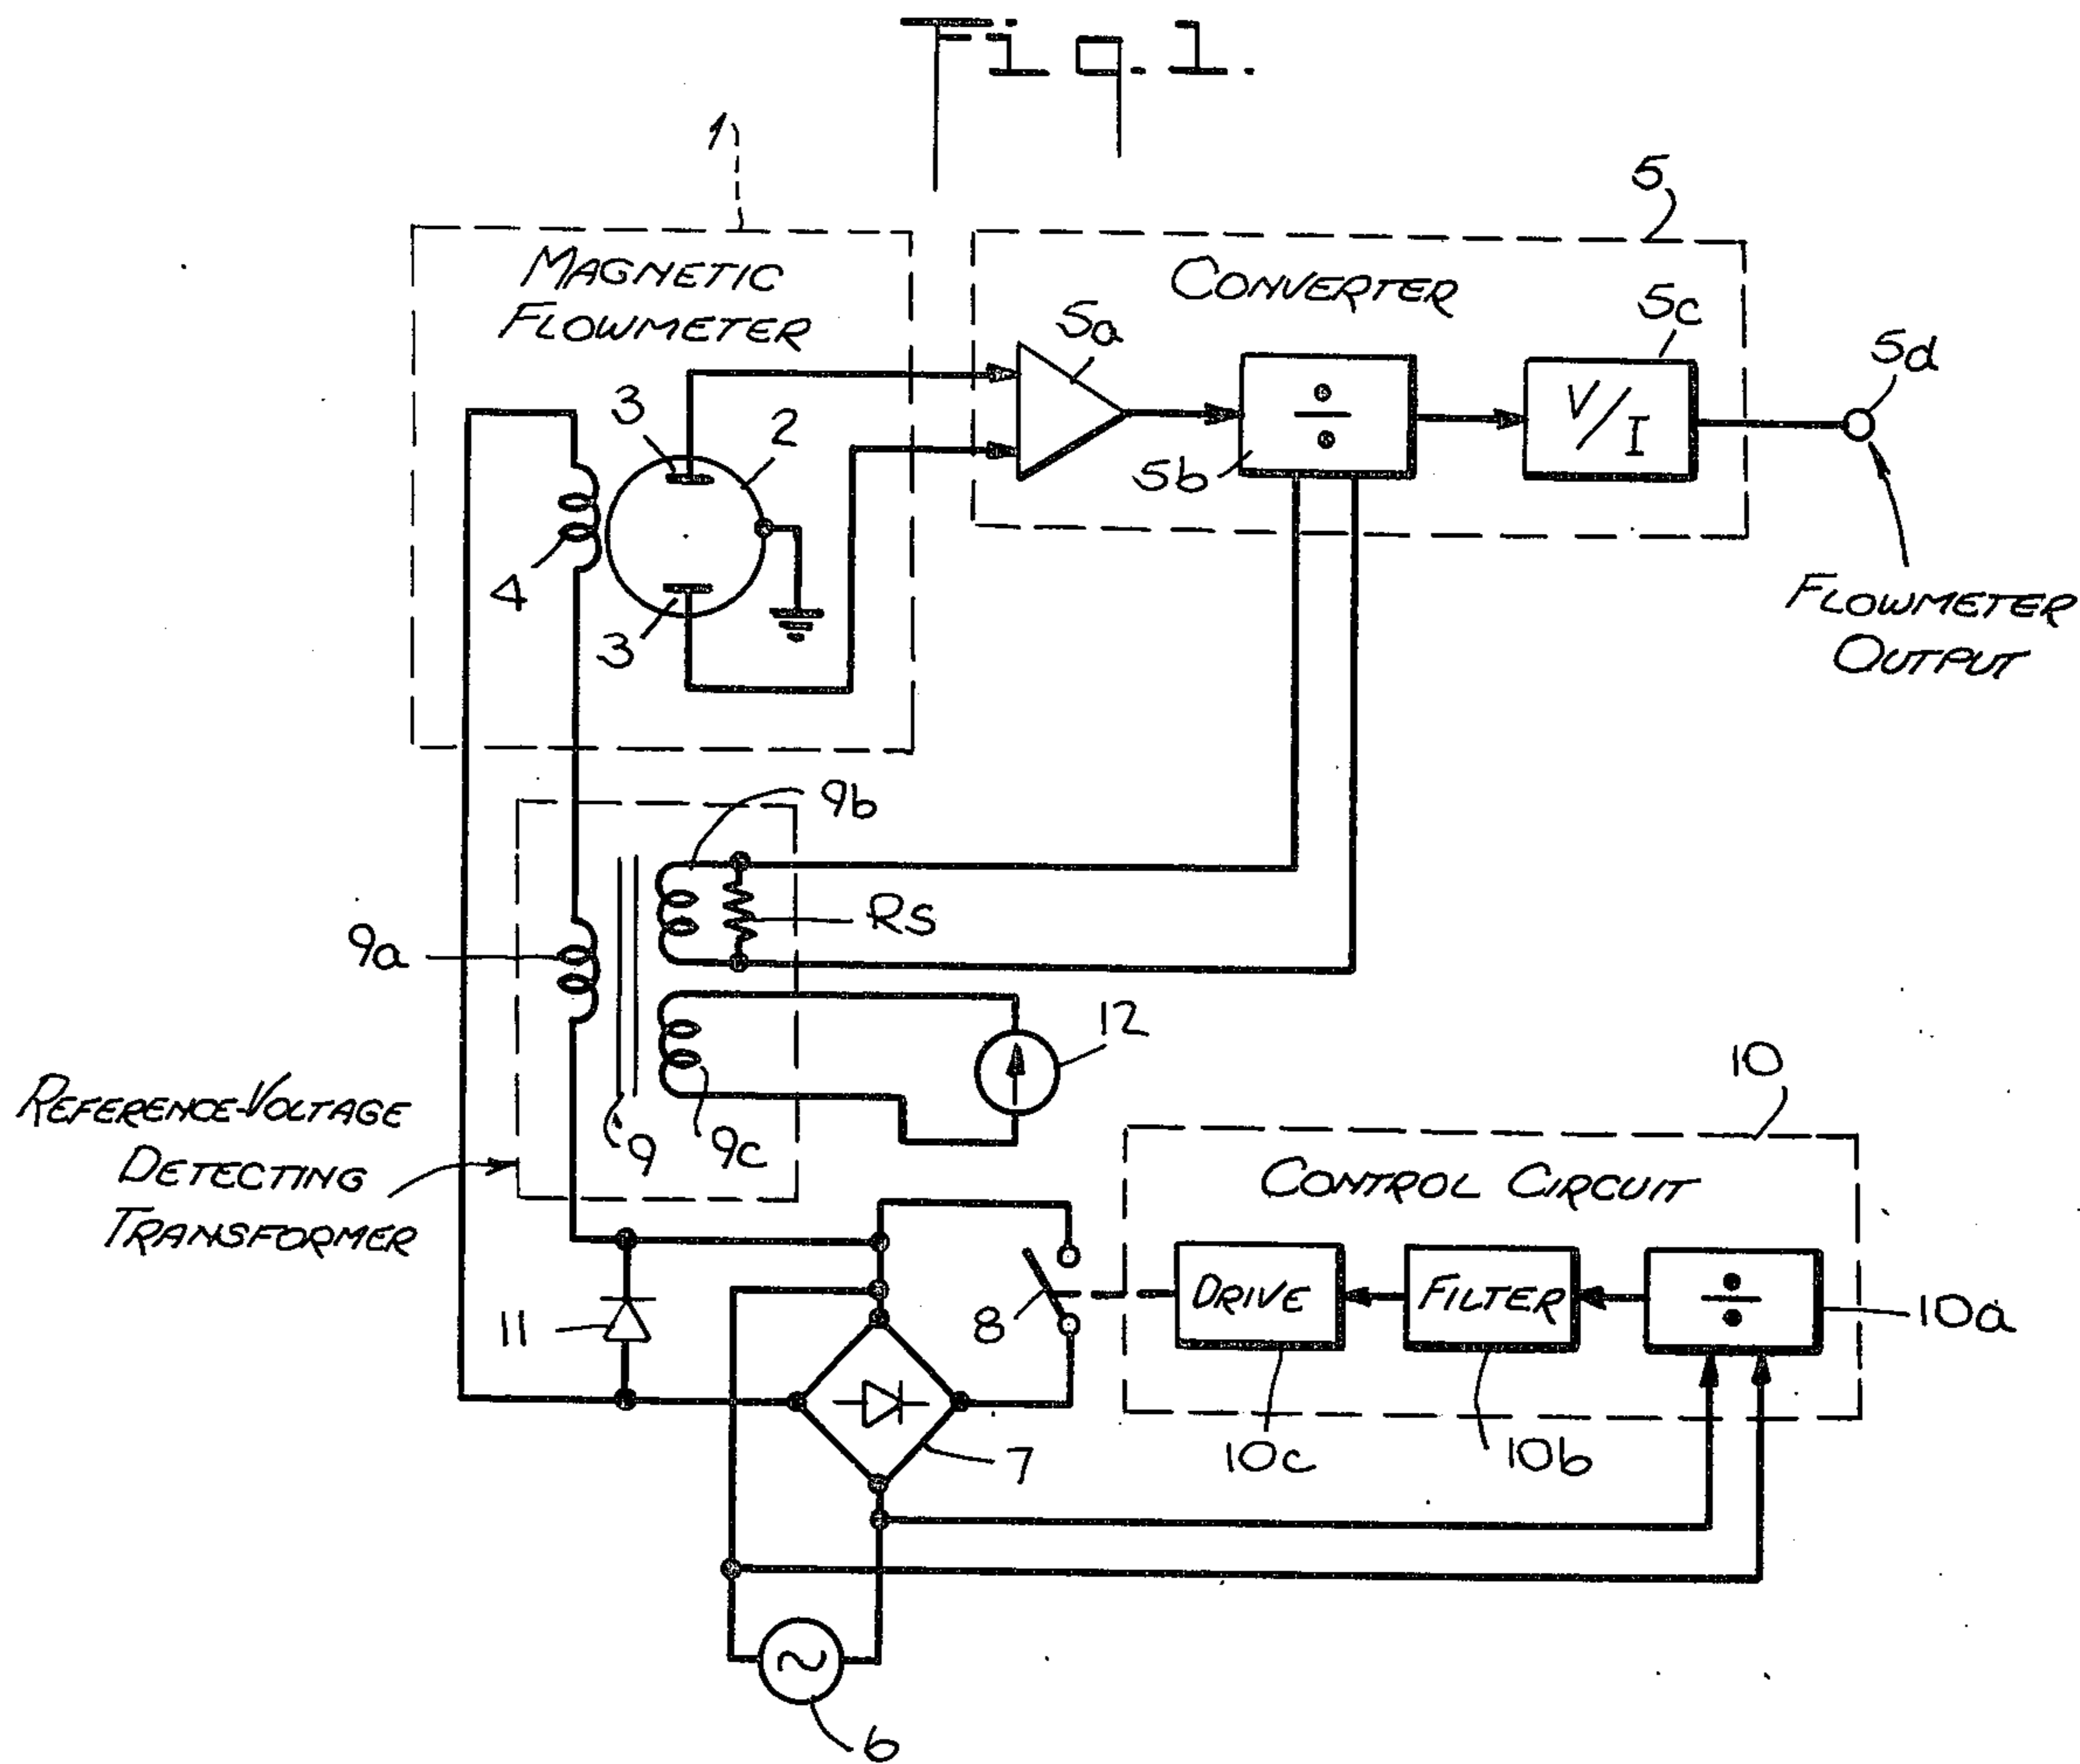 Fig. 1.
1
5
MAGNETIC
FLOWMETER
CONVERTER
5a
5c
5d
3
2
÷
V/I
5b
4
3
FLOWMETER
OUTPUT
9b
RS
9a
12
10
REFERENCE-VOLTAGE
DETECTING
TRANSFORMER
9
9c
CONTROL CIRCUIT
8
DRIVE
FILTER
÷
10a
11
7
10c
10b
~
6